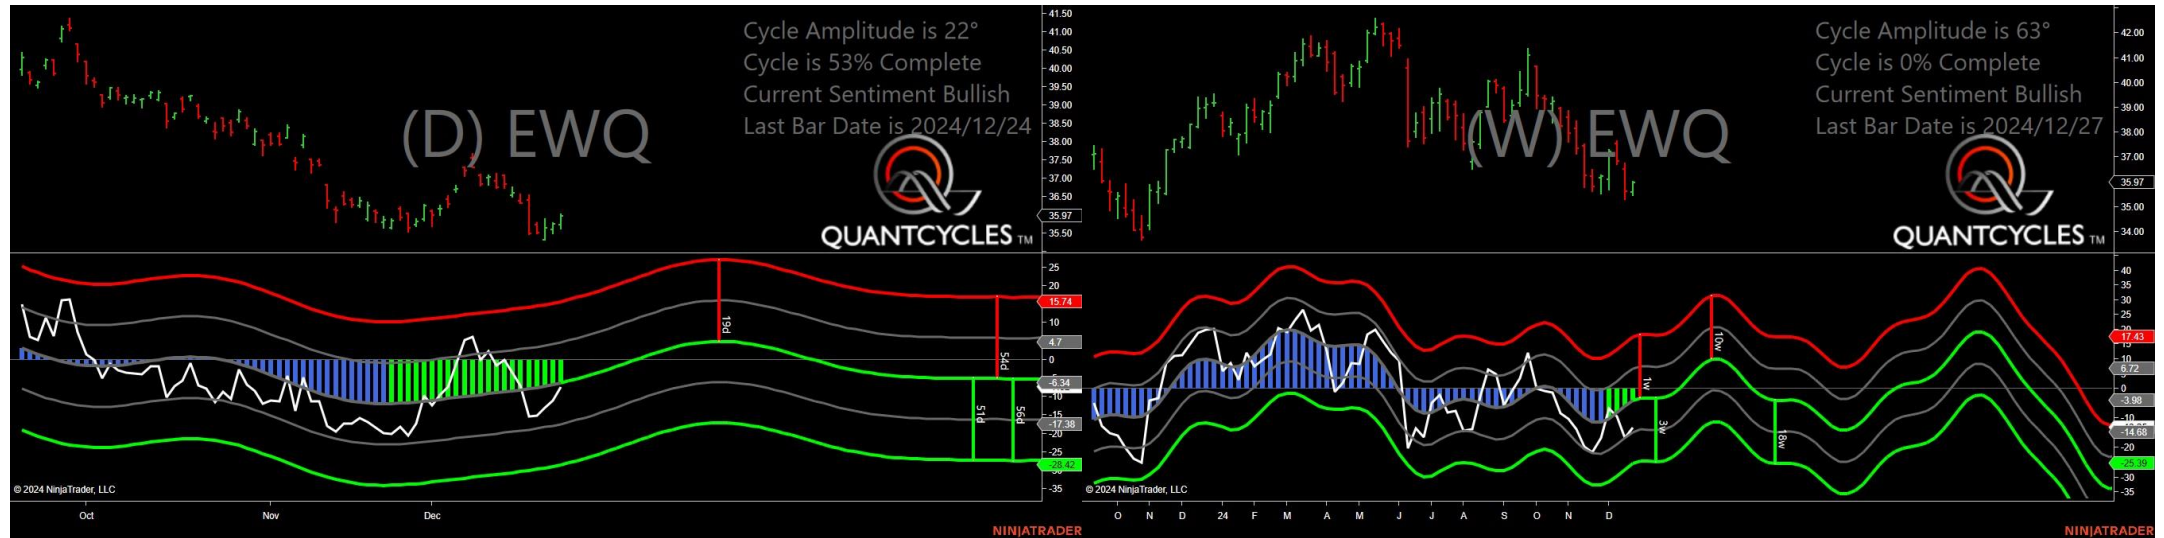 Cycle Amplitude is 22°
Cycle is 53% Complete
Current Sentiment Bullish
Last Bar Date is 2024/12/24
(D) EWQ
QUANTCYCLES TM
41.50
41.00
40.50
40.00
39.50
39.00
38.50
38.00
37.50
37.00
36.50
35.97
35.50
25
20
15.74
10
4.7
0
-6.34
-10
-15
-17.38
-20
-25
-28.42
-35
19d
54d
51d
56d
© 2024 NinjaTrader, LLC
Oct Nov Dec
NINJATRADER
Cycle Amplitude is 63°
Cycle is 0% Complete
Current Sentiment Bullish
Last Bar Date is 2024/12/27
(W) EWQ
QUANTCYCLES TM
42.00
41.00
40.00
39.00
38.00
37.00
35.97
35.00
34.00
40
35
30
25
17.43
10
6.72
0
-3.98
-10
-14.68
-20
-25.39
-30
-35
1w
3w
10w
18w
© 2024 NinjaTrader, LLC
O N D 24 F M A M J J A S O N D
NINJATRADER